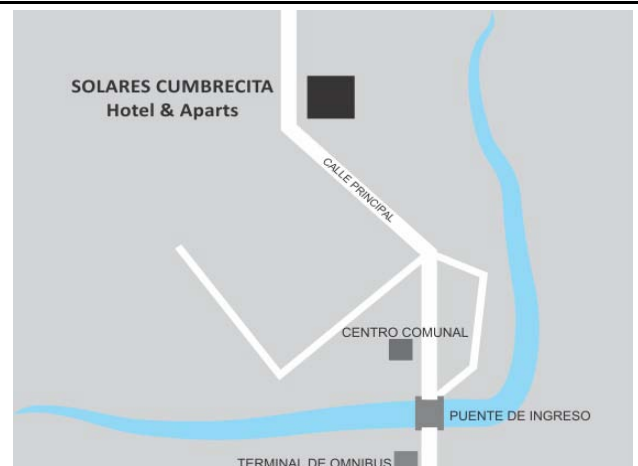 SOLARES CUMBRECITA
Hotel & Aparts
CALLE PRINCIPAL
CENTRO COMUNAL
PUENTE DE INGRESO
TERMINAL DE OMNIBUS